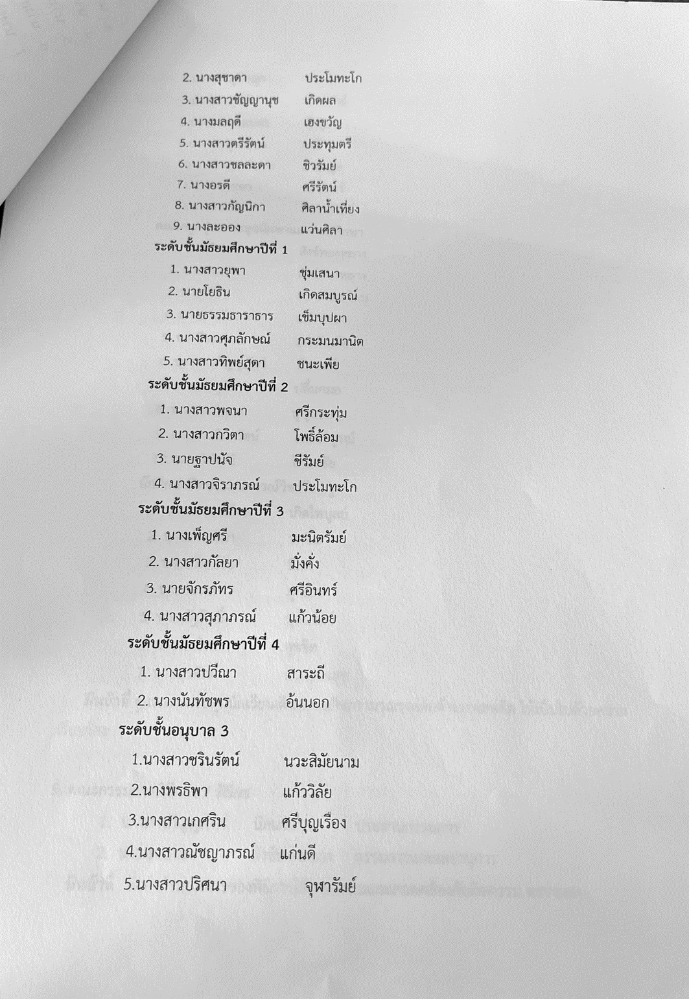 2. นางสุชาดา ประโมทะโก
3. นางสาวชัญญานุช เกิดผล
4. นางมลฤดี เฮงขวัญ
5. นางสาวตรีรัตน์ ประทุมตรี
6. นางสาวชลละดา ชิวรัมย์
7. นางอรดี ศรีรัตน์
8. นางสาวกัญนิกา ศิลาน้ำเที่ยง
9. นางละออง แว่นศิลา
ระดับชั้นมัธยมศึกษาปีที่ 1
1. นางสาวยุพา ชุ่มเสนา
2. นายโยธิน เกิดสมบูรณ์
3. นายธรรมธาราธาร เข็มบุปผา
4. นางสาวศุภลักษณ์ กระมนมานิต
5. นางสาวทิพย์สุดา ชนะเพีย
ระดับชั้นมัธยมศึกษาปีที่ 2
1. นางสาวพจนา ศรีกระทุ่ม
2. นางสาวกวิตา โพธิ์ล้อม
3. นายฐาปนัจ ชีรัมย์
4. นางสาวจิราภรณ์ ประโมทะโก
ระดับชั้นมัธยมศึกษาปีที่ 3
1. นางเพ็ญศรี มะนิตรัมย์
2. นางสาวกัลยา มั่งคั่ง
3. นายจักรภัทร ศรีอินทร์
4. นางสาวสุภาภรณ์ แก้วน้อย
ระดับชั้นมัธยมศึกษาปีที่ 4
1. นางสาวปวีณา สาระถี
2. นางนันทัชพร อ้นนอก
ระดับชั้นอนุบาล 3
1.นางสาวชรินรัตน์ นวะสิมัยนาม
2.นางพรธิพา แก้ววิลัย
3.นางสาวเกศริน ศรีบุญเรือง
4.นางสาวณัชญาภรณ์ แก่นดี
5.นางสาวปริศนา จุฬารัมย์